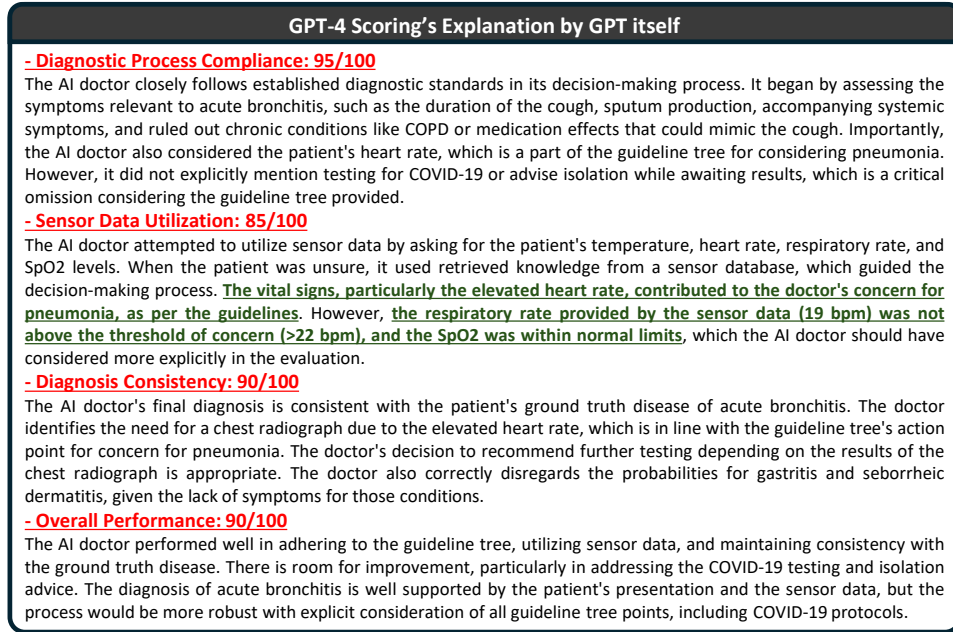 GPT-4 Scoring's Explanation by GPT itself
- Diagnostic Process Compliance: 95/100
The AI doctor closely follows established diagnostic standards in its decision-making process. It began by assessing the
symptoms relevant to acute bronchitis, such as the duration of the cough, sputum production, accompanying systemic
symptoms, and ruled out chronic conditions like COPD or medication effects that could mimic the cough. Importantly,
the AI doctor also considered the patient's heart rate, which is a part of the guideline tree for considering pneumonia.
However, it did not explicitly mention testing for COVID-19 or advise isolation while awaiting results, which is a critical
omission considering the guideline tree provided.
- Sensor Data Utilization: 85/100
The AI doctor attempted to utilize sensor data by asking for the patient's temperature, heart rate, respiratory rate, and
SpO2 levels. When the patient was unsure, it used retrieved knowledge from a sensor database, which guided the
decision-making process. The vital signs, particularly the elevated heart rate, contributed to the doctor's concern for
pneumonia, as per the guidelines. However, the respiratory rate provided by the sensor data (19 bpm) was not
above the threshold of concern (>22 bpm), and the SpO2 was within normal limits, which the AI doctor should have
considered more explicitly in the evaluation.
- Diagnosis Consistency: 90/100
The AI doctor's final diagnosis is consistent with the patient's ground truth disease of acute bronchitis. The doctor
identifies the need for a chest radiograph due to the elevated heart rate, which is in line with the guideline tree's action
point for concern for pneumonia. The doctor's decision to recommend further testing depending on the results of the
chest radiograph is appropriate. The doctor also correctly disregards the probabilities for gastritis and seborrheic
dermatitis, given the lack of symptoms for those conditions.
- Overall Performance: 90/100
The AI doctor performed well in adhering to the guideline tree, utilizing sensor data, and maintaining consistency with
the ground truth disease. There is room for improvement, particularly in addressing the COVID-19 testing and isolation
advice. The diagnosis of acute bronchitis is well supported by the patient's presentation and the sensor data, but the
process would be more robust with explicit consideration of all guideline tree points, including COVID-19 protocols.